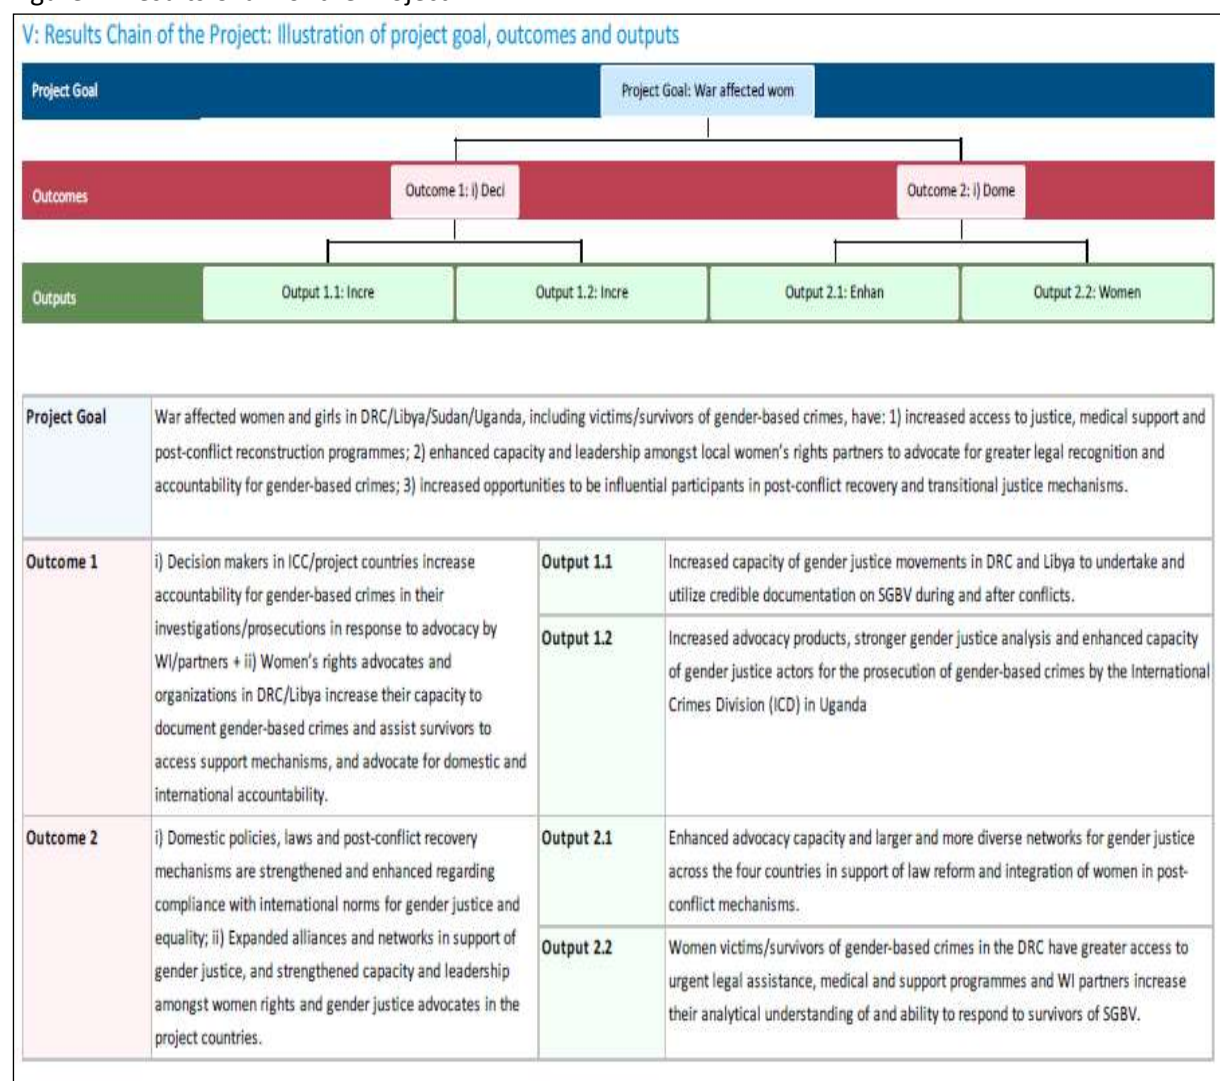 V: Results Chain of the Project: Illustration of project goal, outcomes and outputs
Project Goal
Project Goal: War affected wom
Outcomes
Outcome 1: i) Deci
Outcome 2: i) Dome
Outputs
Output 1.1: Incre
Output 1.2: Incre
Output 2.1: Enhan
Output 2.2: Women
Project Goal
War affected women and girls in DRC/Libya/Sudan/Uganda, including victims/survivors of gender-based crimes, have: 1) increased access to justice, medical support and
post-conflict reconstruction programmes; 2) enhanced capacity and leadership amongst local women's rights partners to advocate for greater legal recognition and
accountability for gender-based crimes; 3) increased opportunities to be influential participants in post-conflict recovery and transitional justice mechanisms.
Outcome 1
i) Decision makers in ICC/project countries increase
accountability for gender-based crimes in their
investigations/prosecutions in response to advocacy by
WI/partners + ii) Women's rights advocates and
organizations in DRC/Libya increase their capacity to
document gender-based crimes and assist survivors to
access support mechanisms, and advocate for domestic and
international accountability.
Output 1.1
Increased capacity of gender justice movements in DRC and Libya to undertake and
utilize credible documentation on SGBV during and after conflicts.
Output 1.2
Increased advocacy products, stronger gender justice analysis and enhanced capacity
of gender justice actors for the prosecution of gender-based crimes by the International
Crimes Division (ICD) in Uganda
Outcome 2
i) Domestic policies, laws and post-conflict recovery
mechanisms are strengthened and enhanced regarding
compliance with international norms for gender justice and
equality; ii) Expanded alliances and networks in support of
gender justice, and strengthened capacity and leadership
amongst women rights and gender justice advocates in the
project countries.
Output 2.1
Enhanced advocacy capacity and larger and more diverse networks for gender justice
across the four countries in support of law reform and integration of women in post-
conflict mechanisms.
Output 2.2
Women victims/survivors of gender-based crimes in the DRC have greater access to
urgent legal assistance, medical and support programmes and WI partners increase
their analytical understanding of and ability to respond to survivors of SGBV.